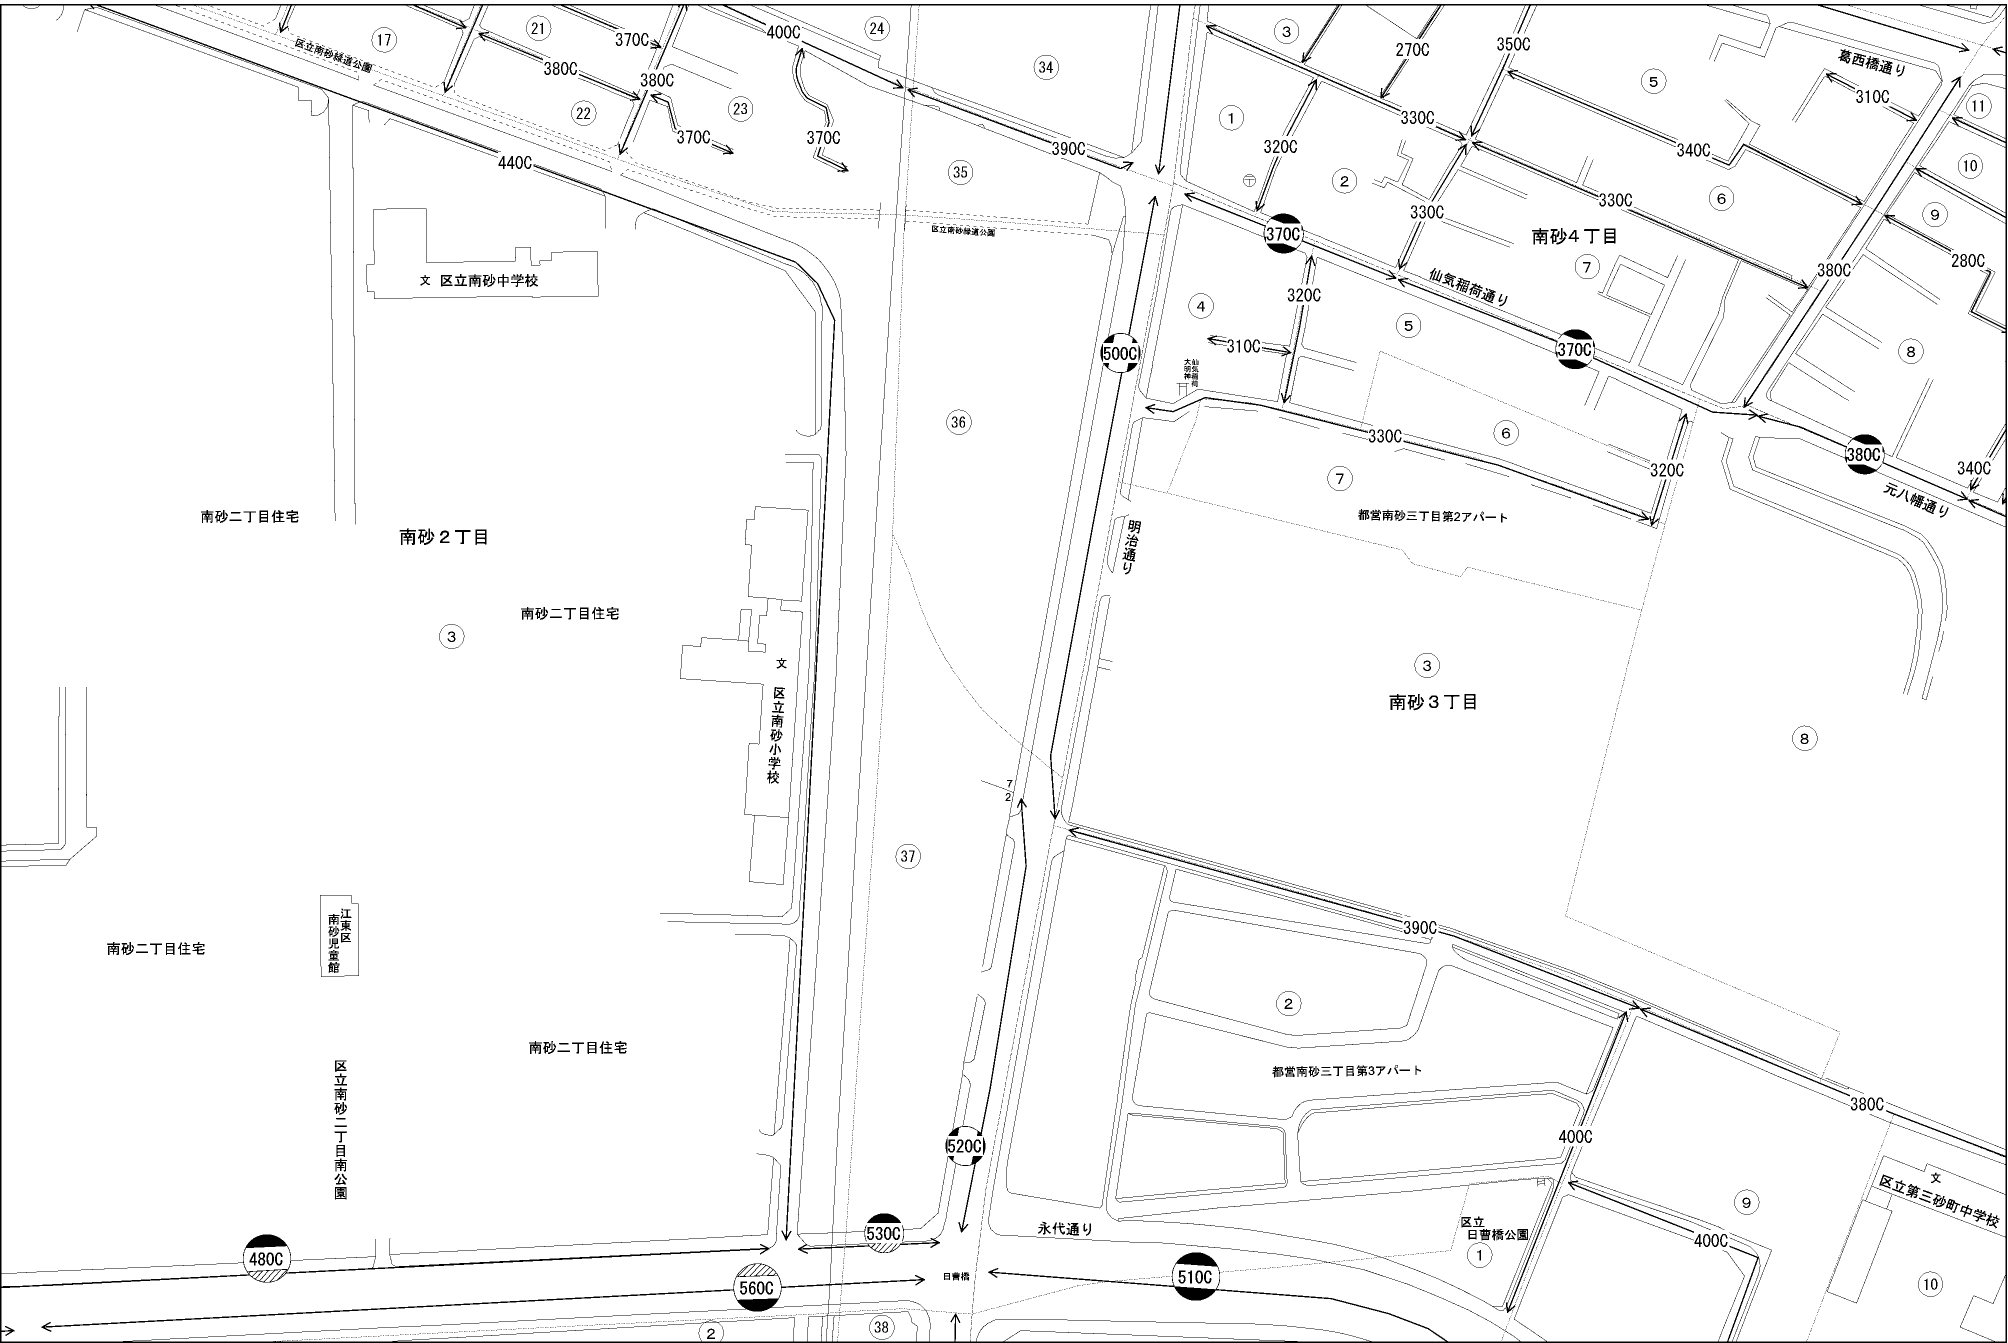 17
21
370C
380C
区立南砂緑道公園
22
380C
370C
23
400C
24
370C
34
390C
35
440C
区立南砂緑道公園
3
270C
350C
5
葛西橋通り
310C
11
1
330C
320C
340C
10
2
330C
330C
6
9
370C
南砂4丁目
7
380C
280C
文 区立南砂中学校
320C
仙気稲荷通り
4
5
310C
500C
370C
8
仙気稲荷
大明神
36
330C
6
380C
320C
340C
7
元八幡通り
南砂二丁目住宅
南砂2丁目
明治通り
都営南砂三丁目第2アパート
南砂二丁目住宅
3
文
区立南砂小学校
3
南砂3丁目
8
7
2
37
江東区
南砂児童館
南砂二丁目住宅
390C
2
南砂二丁目住宅
区立南砂二丁目南公園
都営南砂三丁目第3アパート
380C
400C
520C
文
区立第三砂町中学校
9
永代通り
530C
区立
日曹橋公園
400C
480C
1
560C
日曹橋
510C
10
2
38